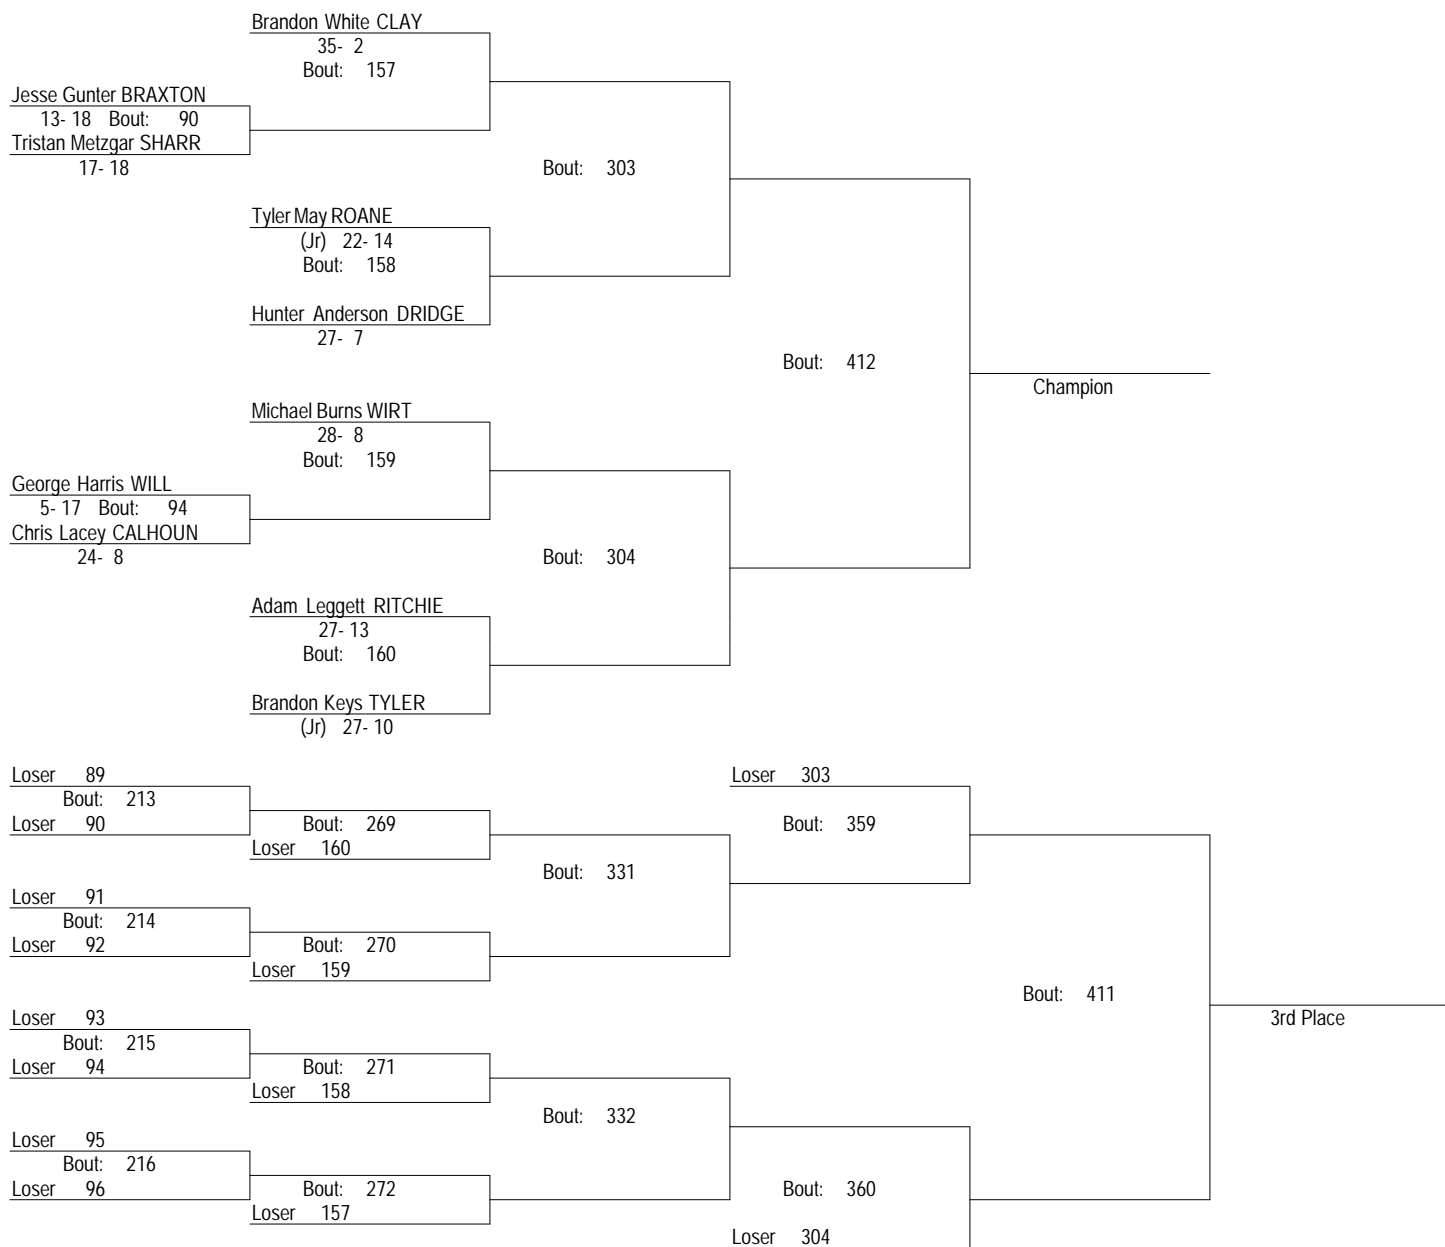 Brandon White CLAY
35- 2
Bout: 157
Jesse Gunter BRAXTON
13- 18 Bout: 90
Tristan Metzgar SHARR
17- 18
Bout: 303
Tyler May ROANE
(Jr) 22- 14
Bout: 158
Hunter Anderson DRIDGE
27- 7
Bout: 412
Champion
Michael Burns WIRT
28- 8
Bout: 159
George Harris WILL
5- 17 Bout: 94
Chris Lacey CALHOUN
24- 8
Bout: 304
Adam Leggett RITCHIE
27- 13
Bout: 160
Brandon Keys TYLER
(Jr) 27- 10
Loser 89
Bout: 213
Loser 90
Bout: 269
Loser 160
Bout: 331
Loser 303
Bout: 359
Loser 91
Bout: 214
Loser 92
Bout: 270
Loser 159
Bout: 411
3rd Place
Loser 93
Bout: 215
Loser 94
Bout: 271
Loser 158
Bout: 332
Loser 95
Bout: 216
Loser 96
Bout: 272
Loser 157
Bout: 360
Loser 304